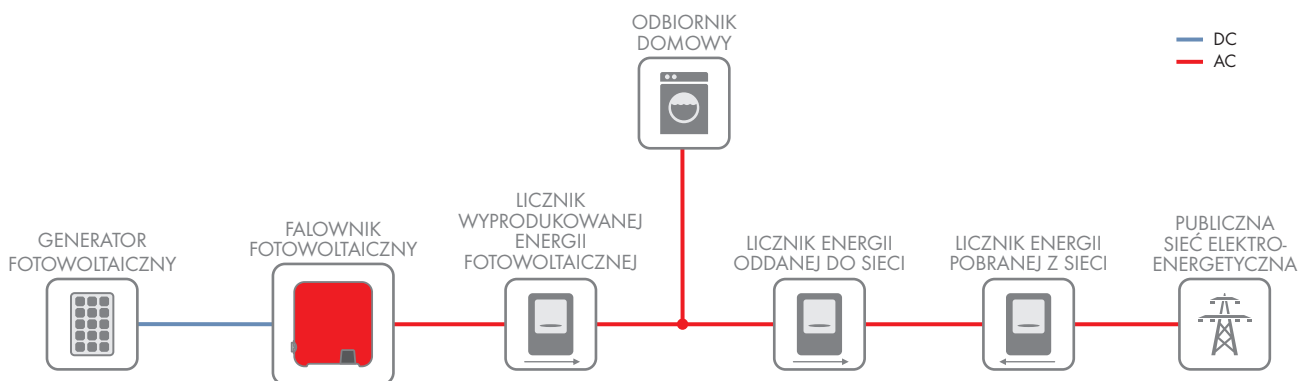 ODBIORNIK
DOMOWY
DC
AC
GENERATOR
FOTOWOLTAICZNY
FALOWNIK
FOTOWOLTAICZNY
LICZNIK
WYPRODUKOWANEJ
ENERGII
FOTOWOLTAICZNEJ
LICZNIK ENERGII
ODDANEJ DO SIECI
LICZNIK ENERGII
POBRANEJ Z SIECI
PUBLICZNA
SIEĆ ELEKTRO-
ENERGETYCZNA